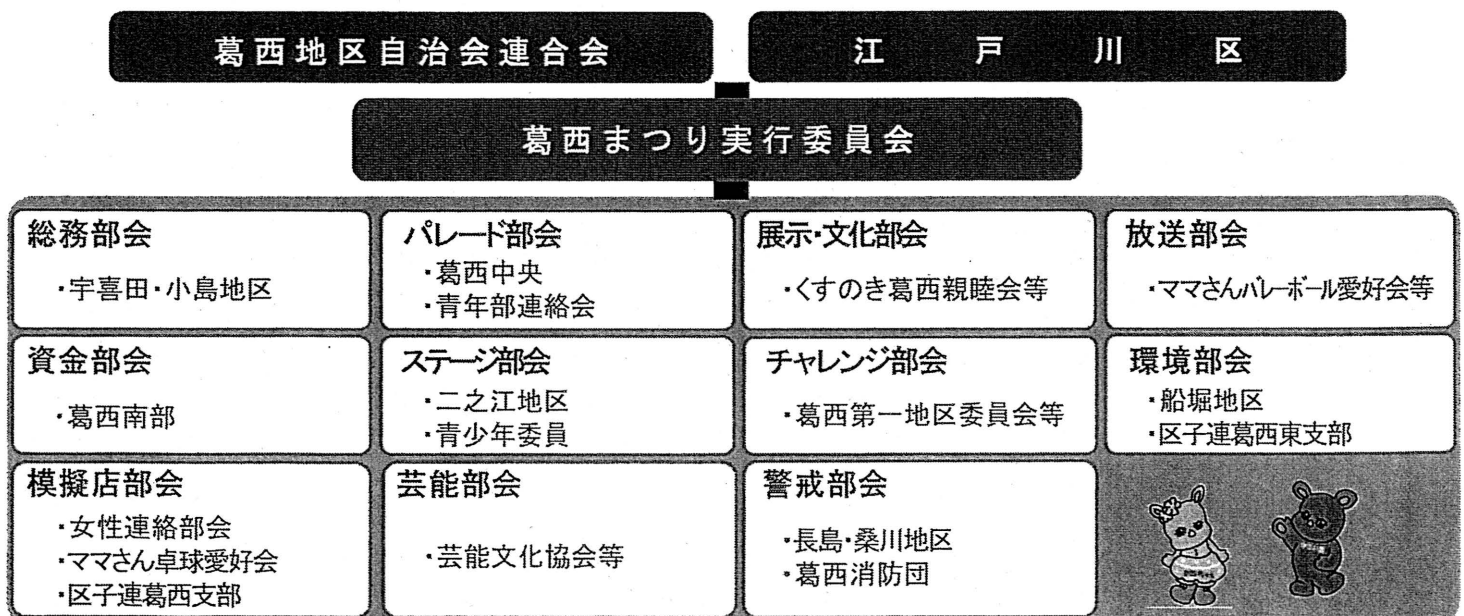 葛西地区自治会連合会
江戸川区
葛西まつり実行委員会
総務部会
・宇喜田・小島地区
パレード部会
・葛西中央
・青年部連絡会
展示・文化部会
・くすのき葛西親睦会等
放送部会
・ママさんバレーボール愛好会等
資金部会
・葛西南部
ステージ部会
・二之江地区
・青少年委員
チャレンジ部会
・葛西第一地区委員会等
環境部会
・船堀地区
・区子連葛西東支部
模擬店部会
・女性連絡部会
・ママさん卓球愛好会
・区子連葛西支部
芸能部会
・芸能文化協会等
警戒部会
・長島・桑川地区
・葛西消防団